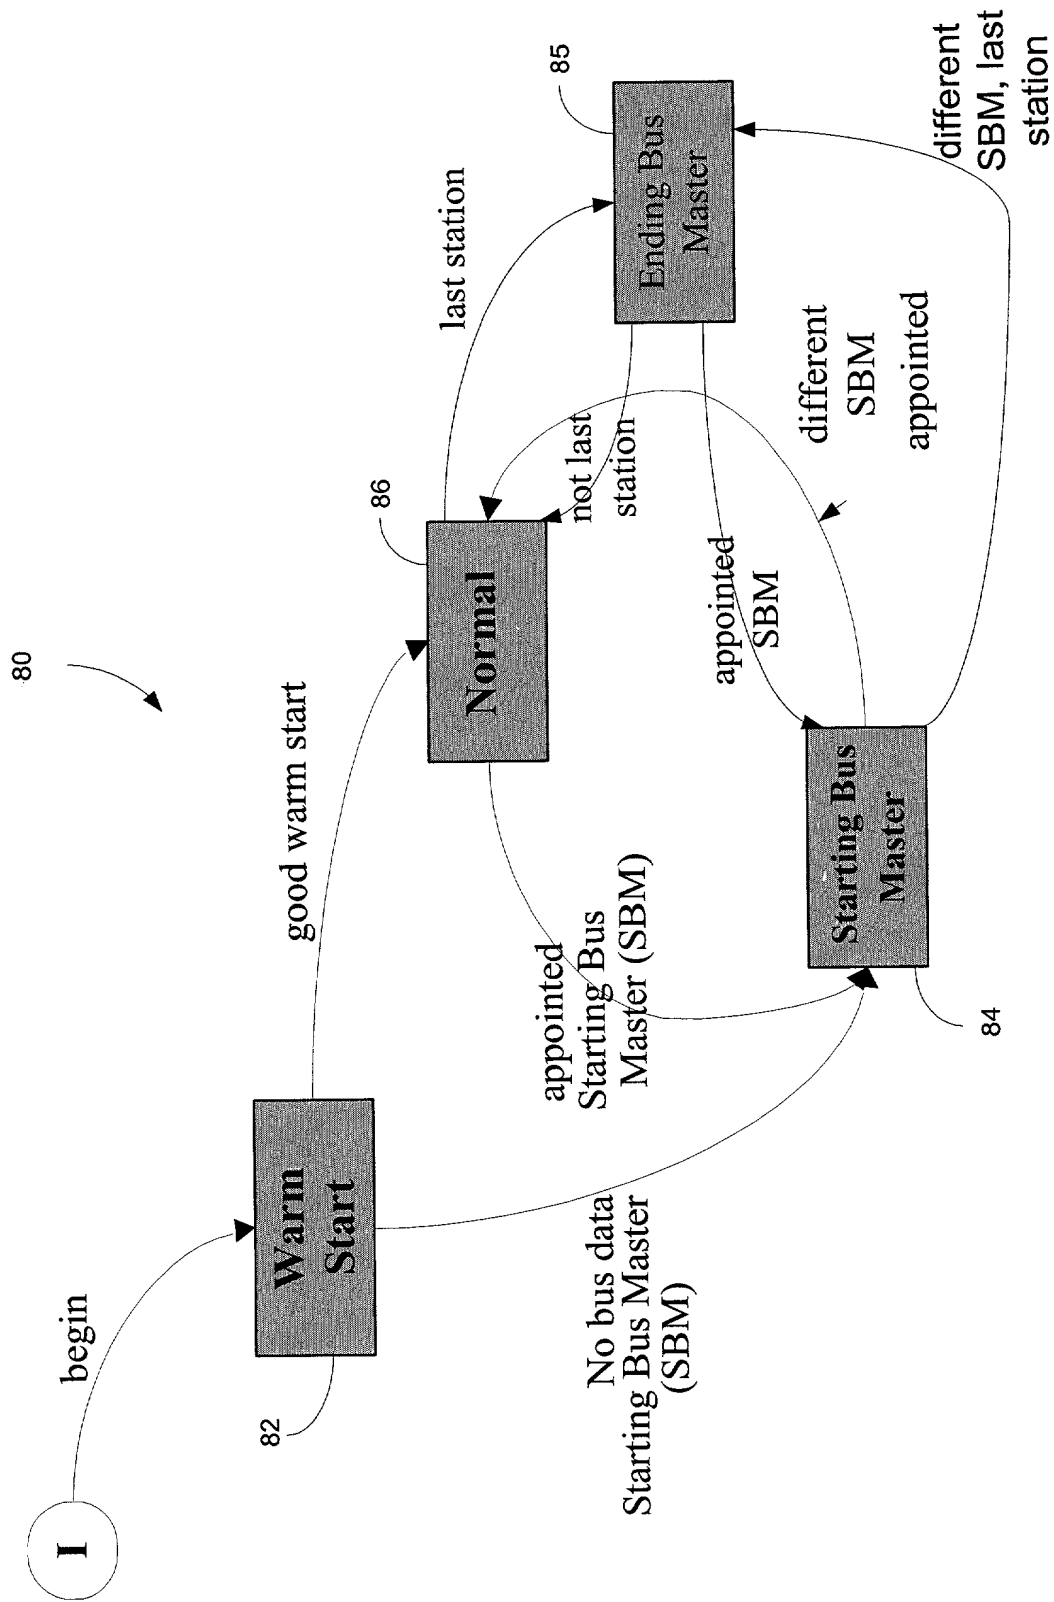 80
I
begin
Warm
Start
82
good warm start
No bus data
Starting Bus Master
(SBM)
Normal
86
appointed
Starting Bus
Master (SBM)
last station
not last
station
Ending Bus
Master
85
appointed
SBM
different
SBM
appointed
Starting Bus
Master
84
different
SBM, last
station